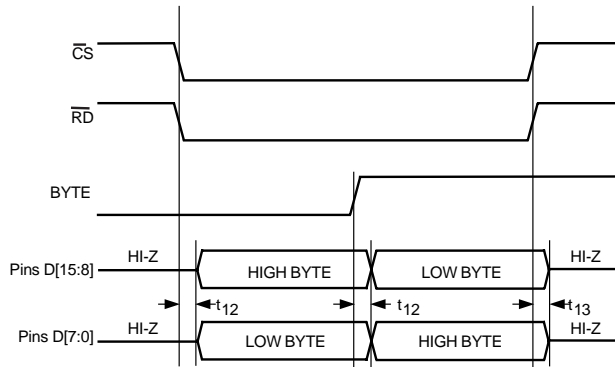 CS
RD
BYTE
HI-Z HI-Z
Pins D[15:8] HIGH BYTE LOW BYTE
t12 t12 t13
HI-Z HI-Z
Pins D[7:0] LOW BYTE HIGH BYTE